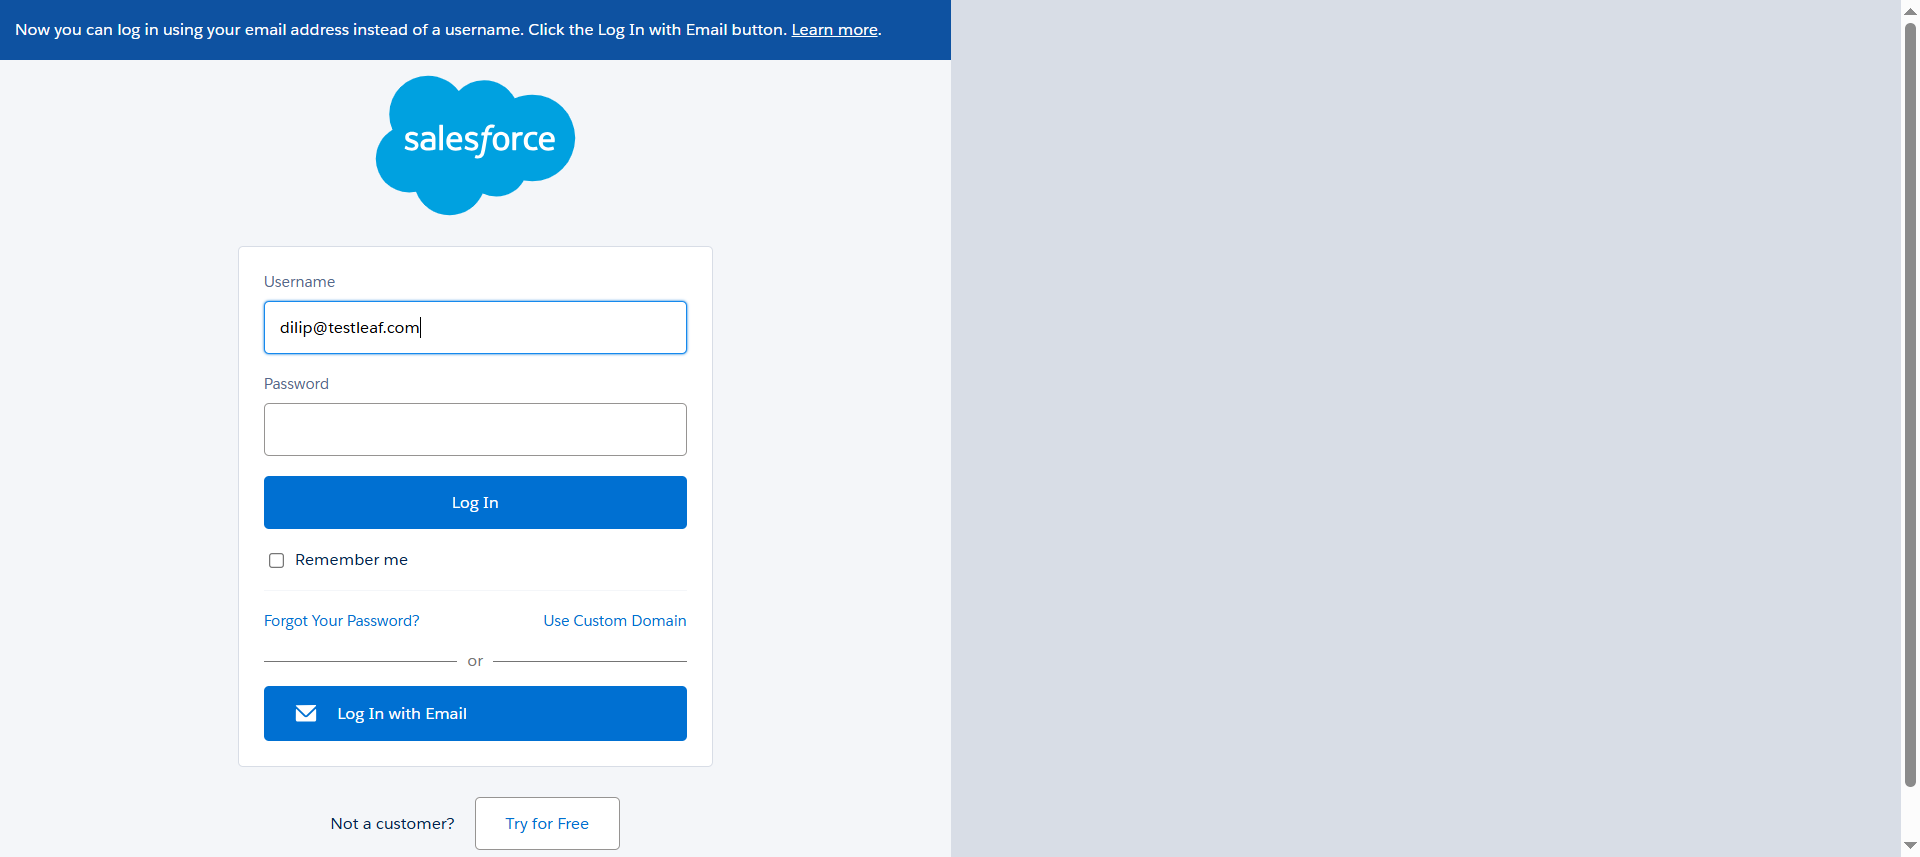 Now you can log in using your email address instead of a username. Click the Log In with Email button. Learn more.
salesforce
Username
dilip@testleaf.com
Password
Log In
Remember me
Forgot Your Password? Use Custom Domain
or
Log In with Email
Not a customer? Try for Free